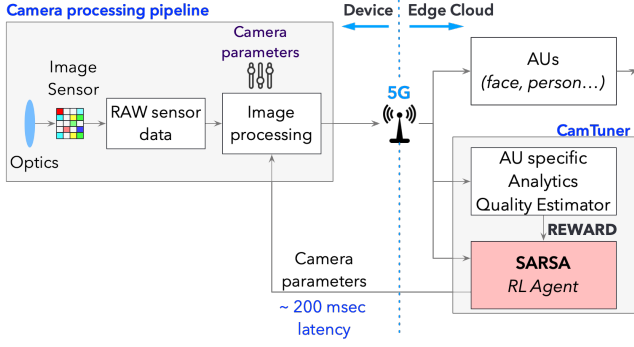 Camera processing pipeline
Device
Edge Cloud
Camera
parameters
Image
Sensor
RAW sensor
data
Image
processing
Optics
5G
AUs
(face, person...)
CamTuner
AU specific
Analytics
Quality Estimator
REWARD
SARSA
RL Agent
Camera
parameters
~ 200 msec
latency